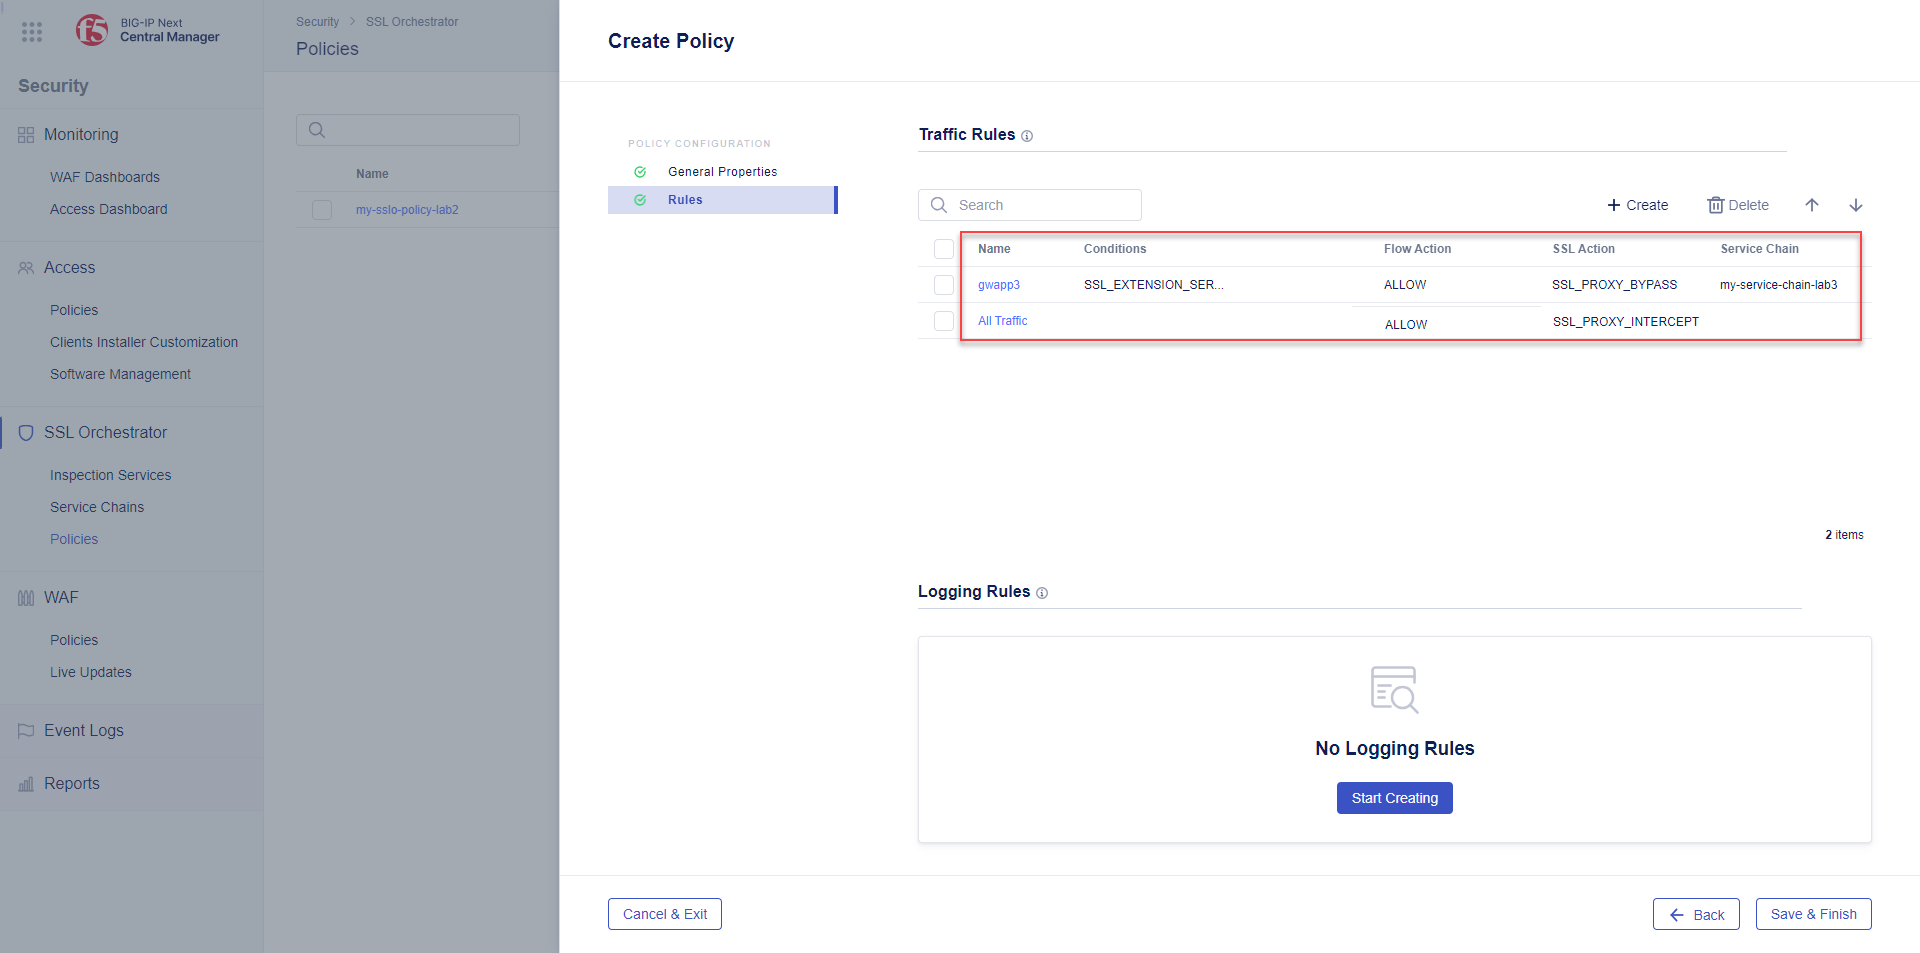 BIG-IP Next
Central Manager
Security
Monitoring
WAF Dashboards
Access Dashboard
Access
Policies
Clients Installer Customization
Software Management
SSL Orchestrator
Inspection Services
Service Chains
Policies
WAF
Policies
Live Updates
Event Logs
Reports
Security > SSL Orchestrator
Policies
Name
my-sslo-policy-lab2
Create Policy
POLICY CONFIGURATION
General Properties
Rules
Traffic Rules
Search
Create
Delete
Name Conditions Flow Action SSL Action Service Chain
gwapp3 SSL_EXTENSION_SER... ALLOW SSL_PROXY_BYPASS my-service-chain-lab3
All Traffic ALLOW SSL_PROXY_INTERCEPT
2 items
Logging Rules
No Logging Rules
Start Creating
Cancel & Exit
Back
Save & Finish